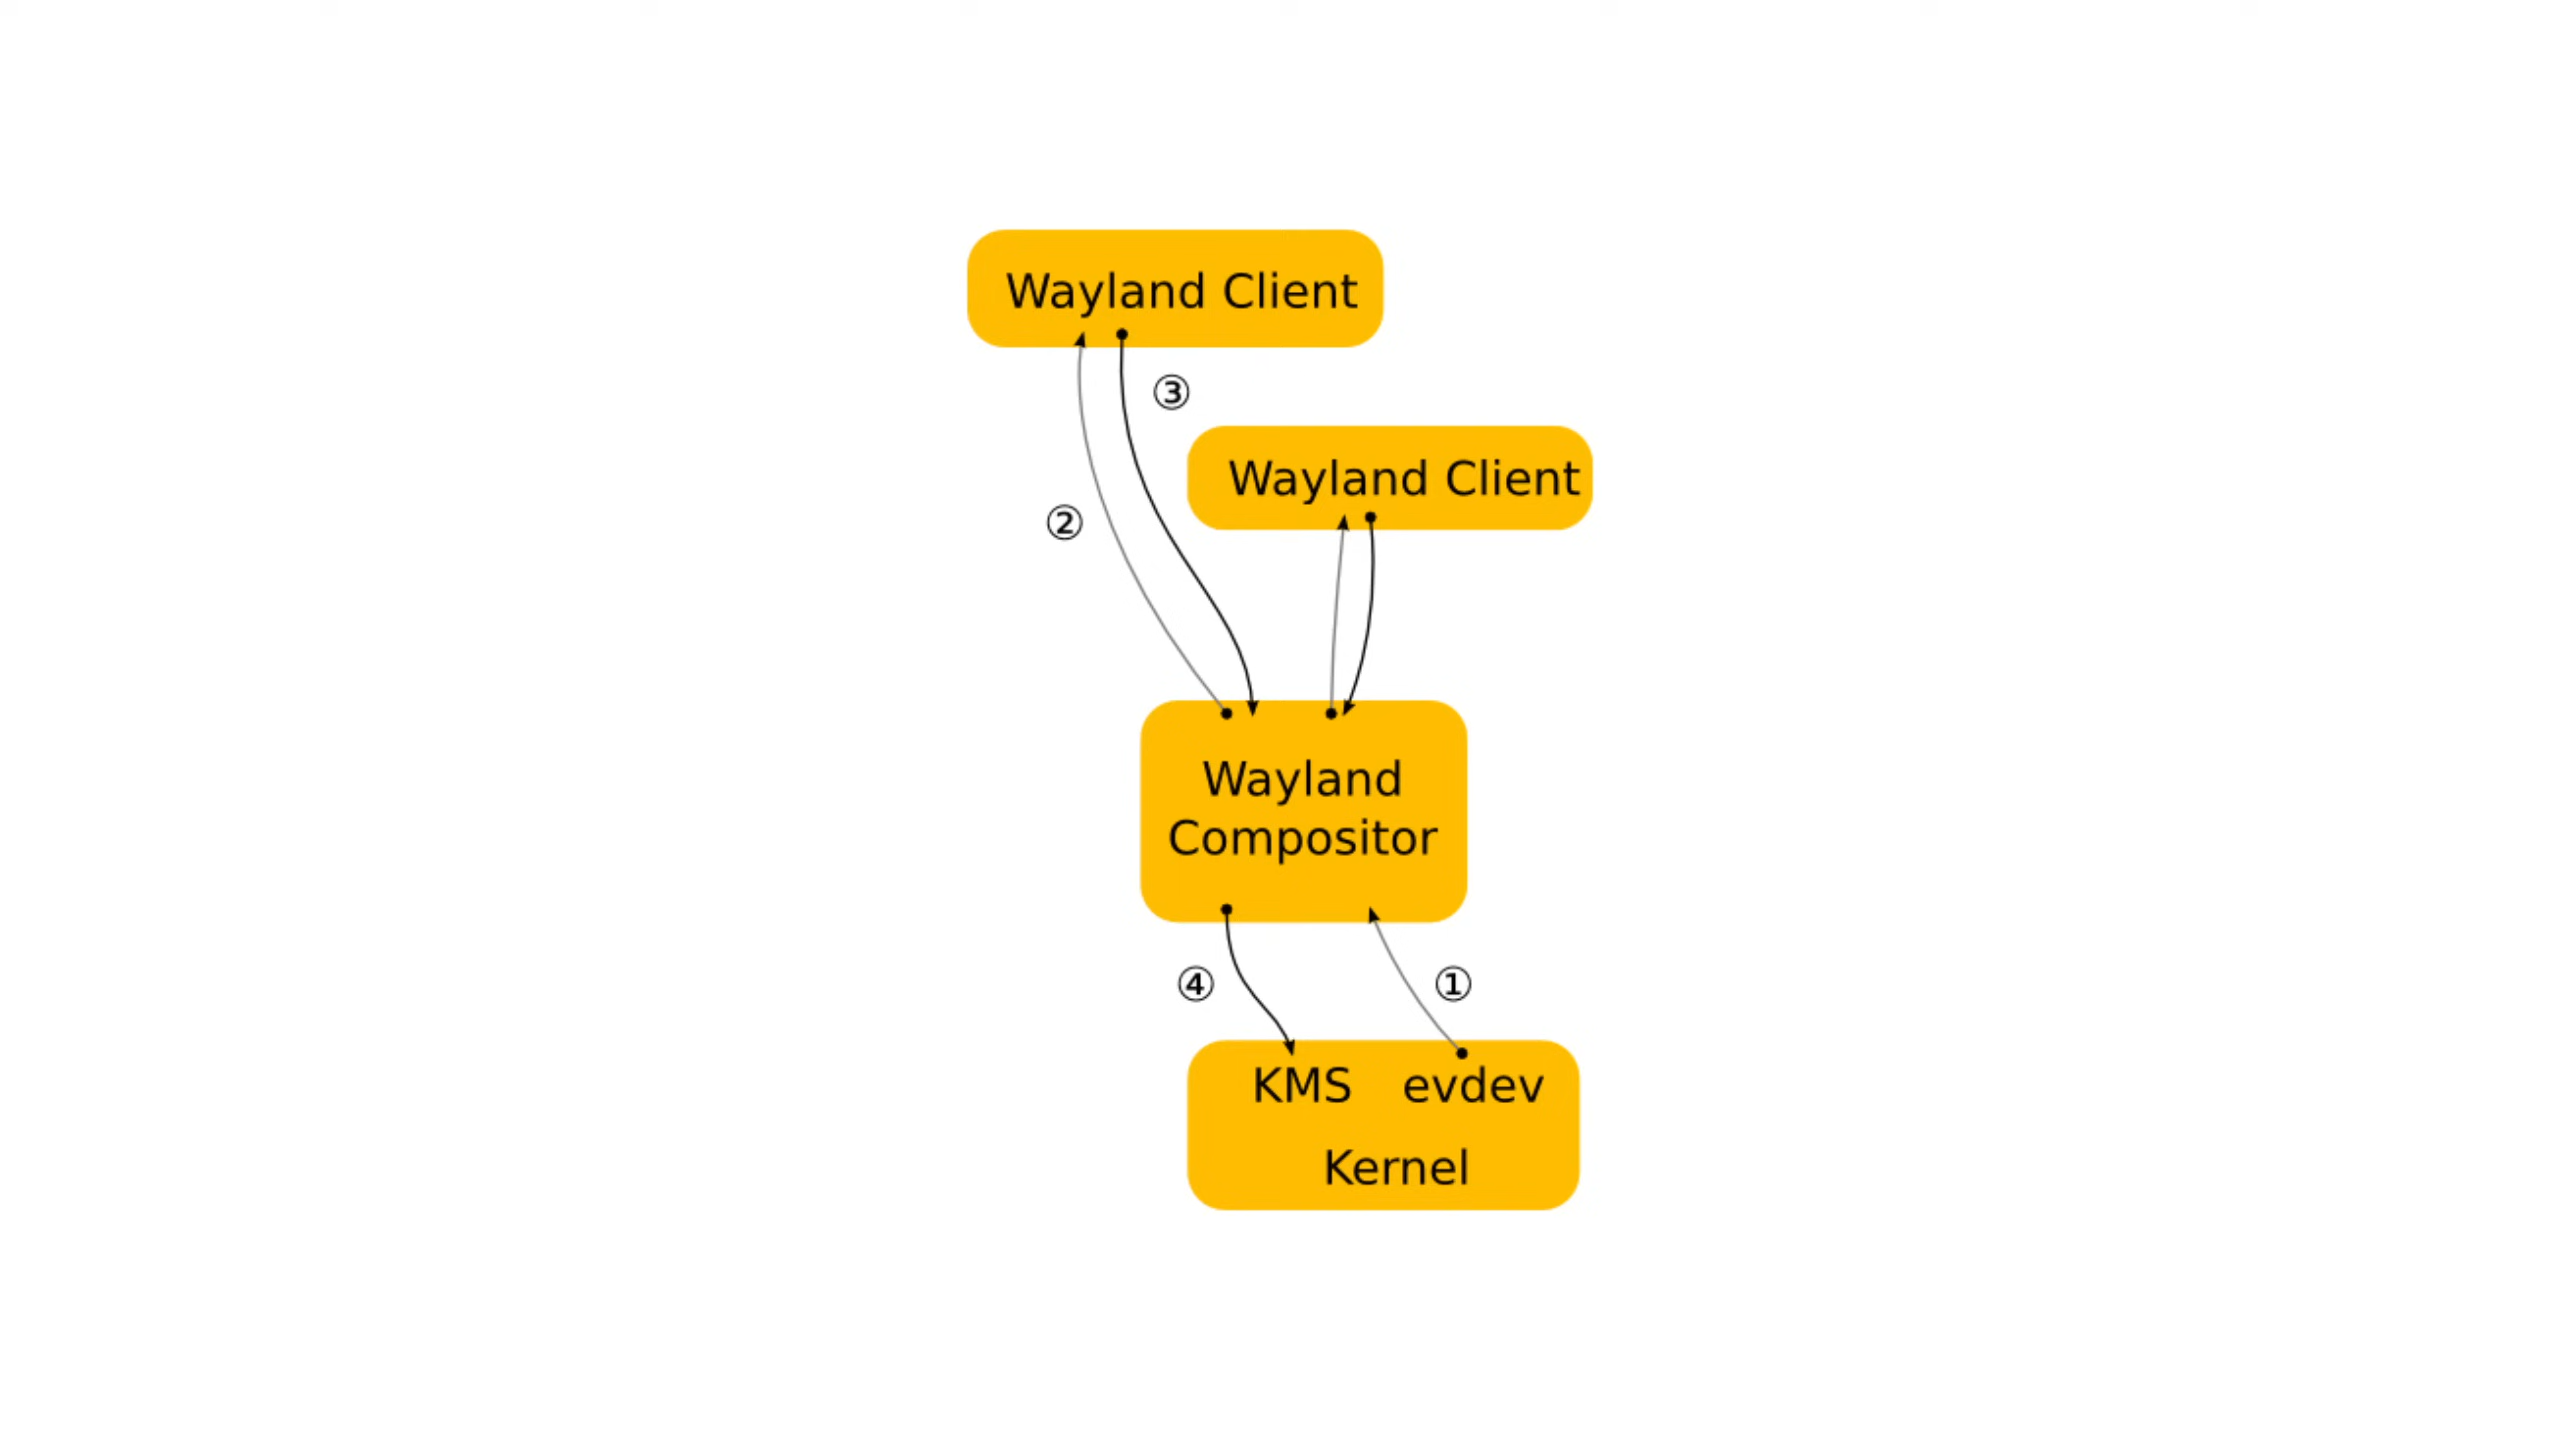 Wayland Client
③
Wayland Client
②
Wayland
Compositor
④
①
KMS evdev
Kernel